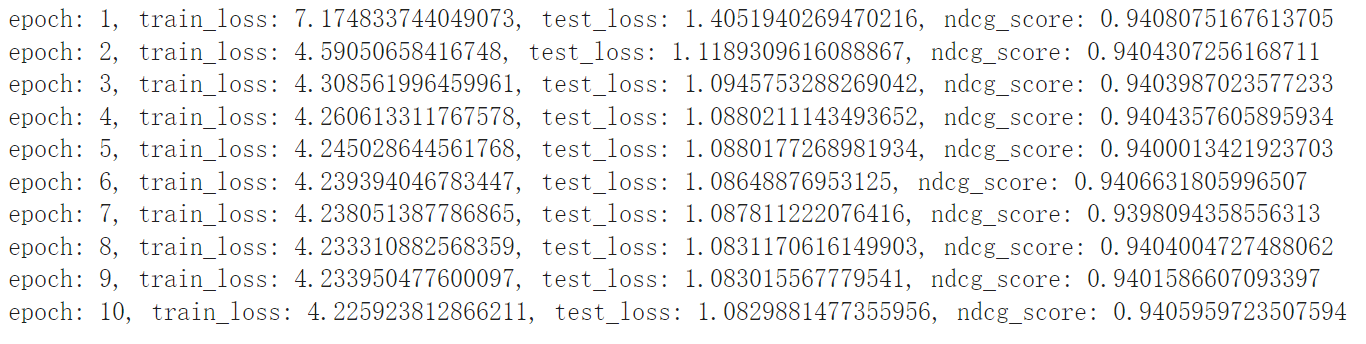 epoch: 1, train_loss: 7.174833744049073, test_loss: 1.4051940269470216, ndcg_score: 0.9408075167613705
epoch: 2, train_loss: 4.59050658416748, test_loss: 1.1189309616088867, ndcg_score: 0.9404307256168711
epoch: 3, train_loss: 4.308561996459961, test_loss: 1.0945753288269042, ndcg_score: 0.9403987023577233
epoch: 4, train_loss: 4.260613311767578, test_loss: 1.0880211143493652, ndcg_score: 0.9404357605895934
epoch: 5, train_loss: 4.245028644561768, test_loss: 1.0880177268981934, ndcg_score: 0.9400013421923703
epoch: 6, train_loss: 4.239394046783447, test_loss: 1.08648876953125, ndcg_score: 0.9406631805996507
epoch: 7, train_loss: 4.238051387786865, test_loss: 1.087811222076416, ndcg_score: 0.9398094358556313
epoch: 8, train_loss: 4.233310882568359, test_loss: 1.0831170616149903, ndcg_score: 0.9404004727488062
epoch: 9, train_loss: 4.233950477600097, test_loss: 1.083015567779541, ndcg_score: 0.9401586607093397
epoch: 10, train_loss: 4.225923812866211, test_loss: 1.0829881477355956, ndcg_score: 0.9405959723507594